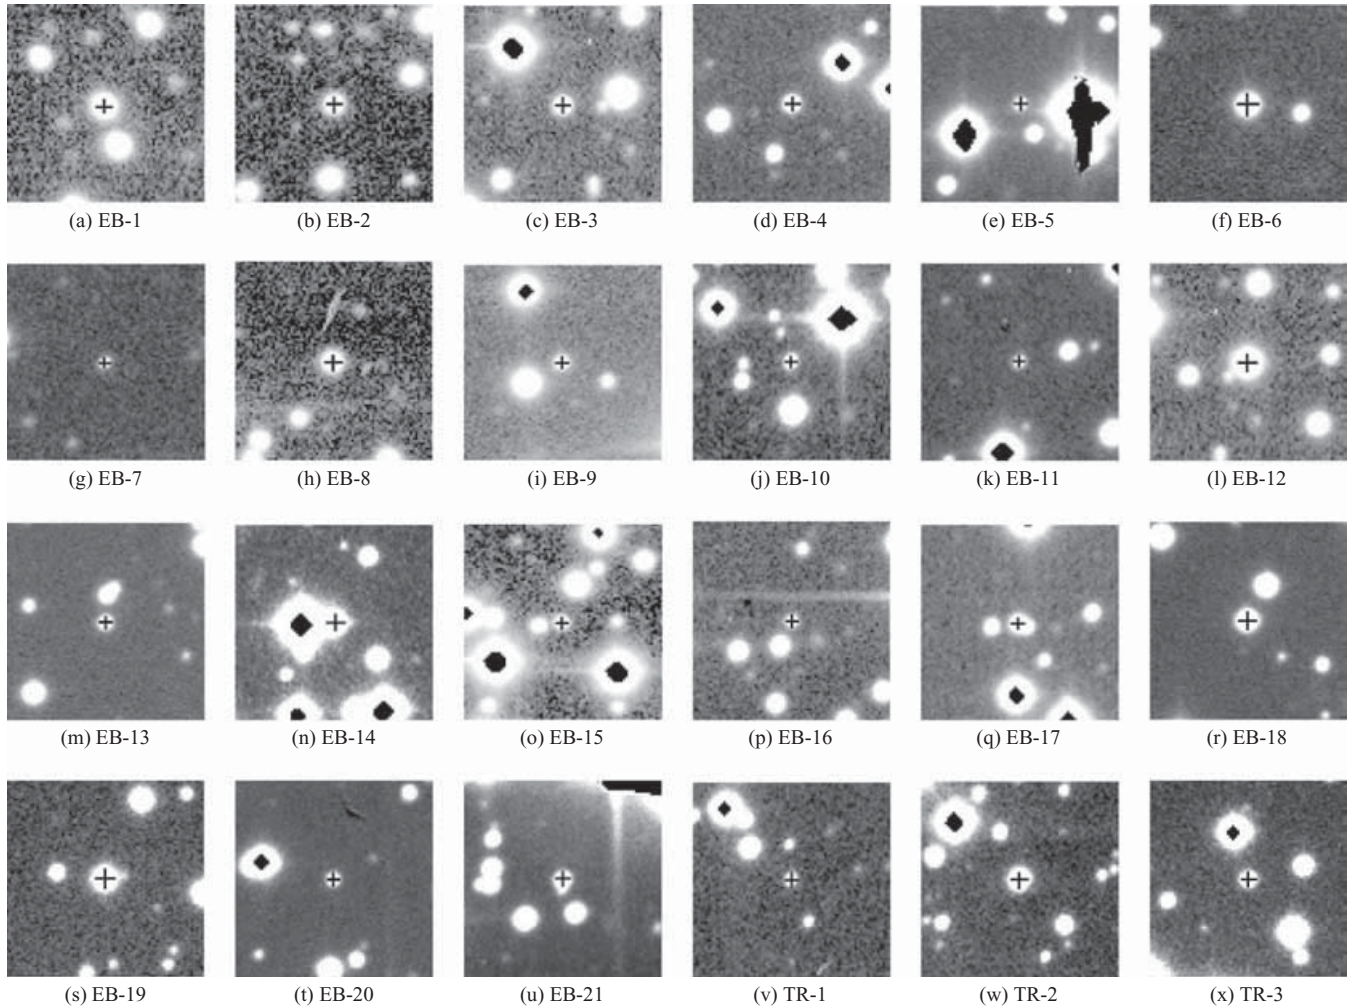 (a) EB-1 (b) EB-2 (c) EB-3 (d) EB-4 (e) EB-5 (f) EB-6
(g) EB-7 (h) EB-8 (i) EB-9 (j) EB-10 (k) EB-11 (l) EB-12
(m) EB-13 (n) EB-14 (o) EB-15 (p) EB-16 (q) EB-17 (r) EB-18
(s) EB-19 (t) EB-20 (u) EB-21 (v) TR-1 (w) TR-2 (x) TR-3